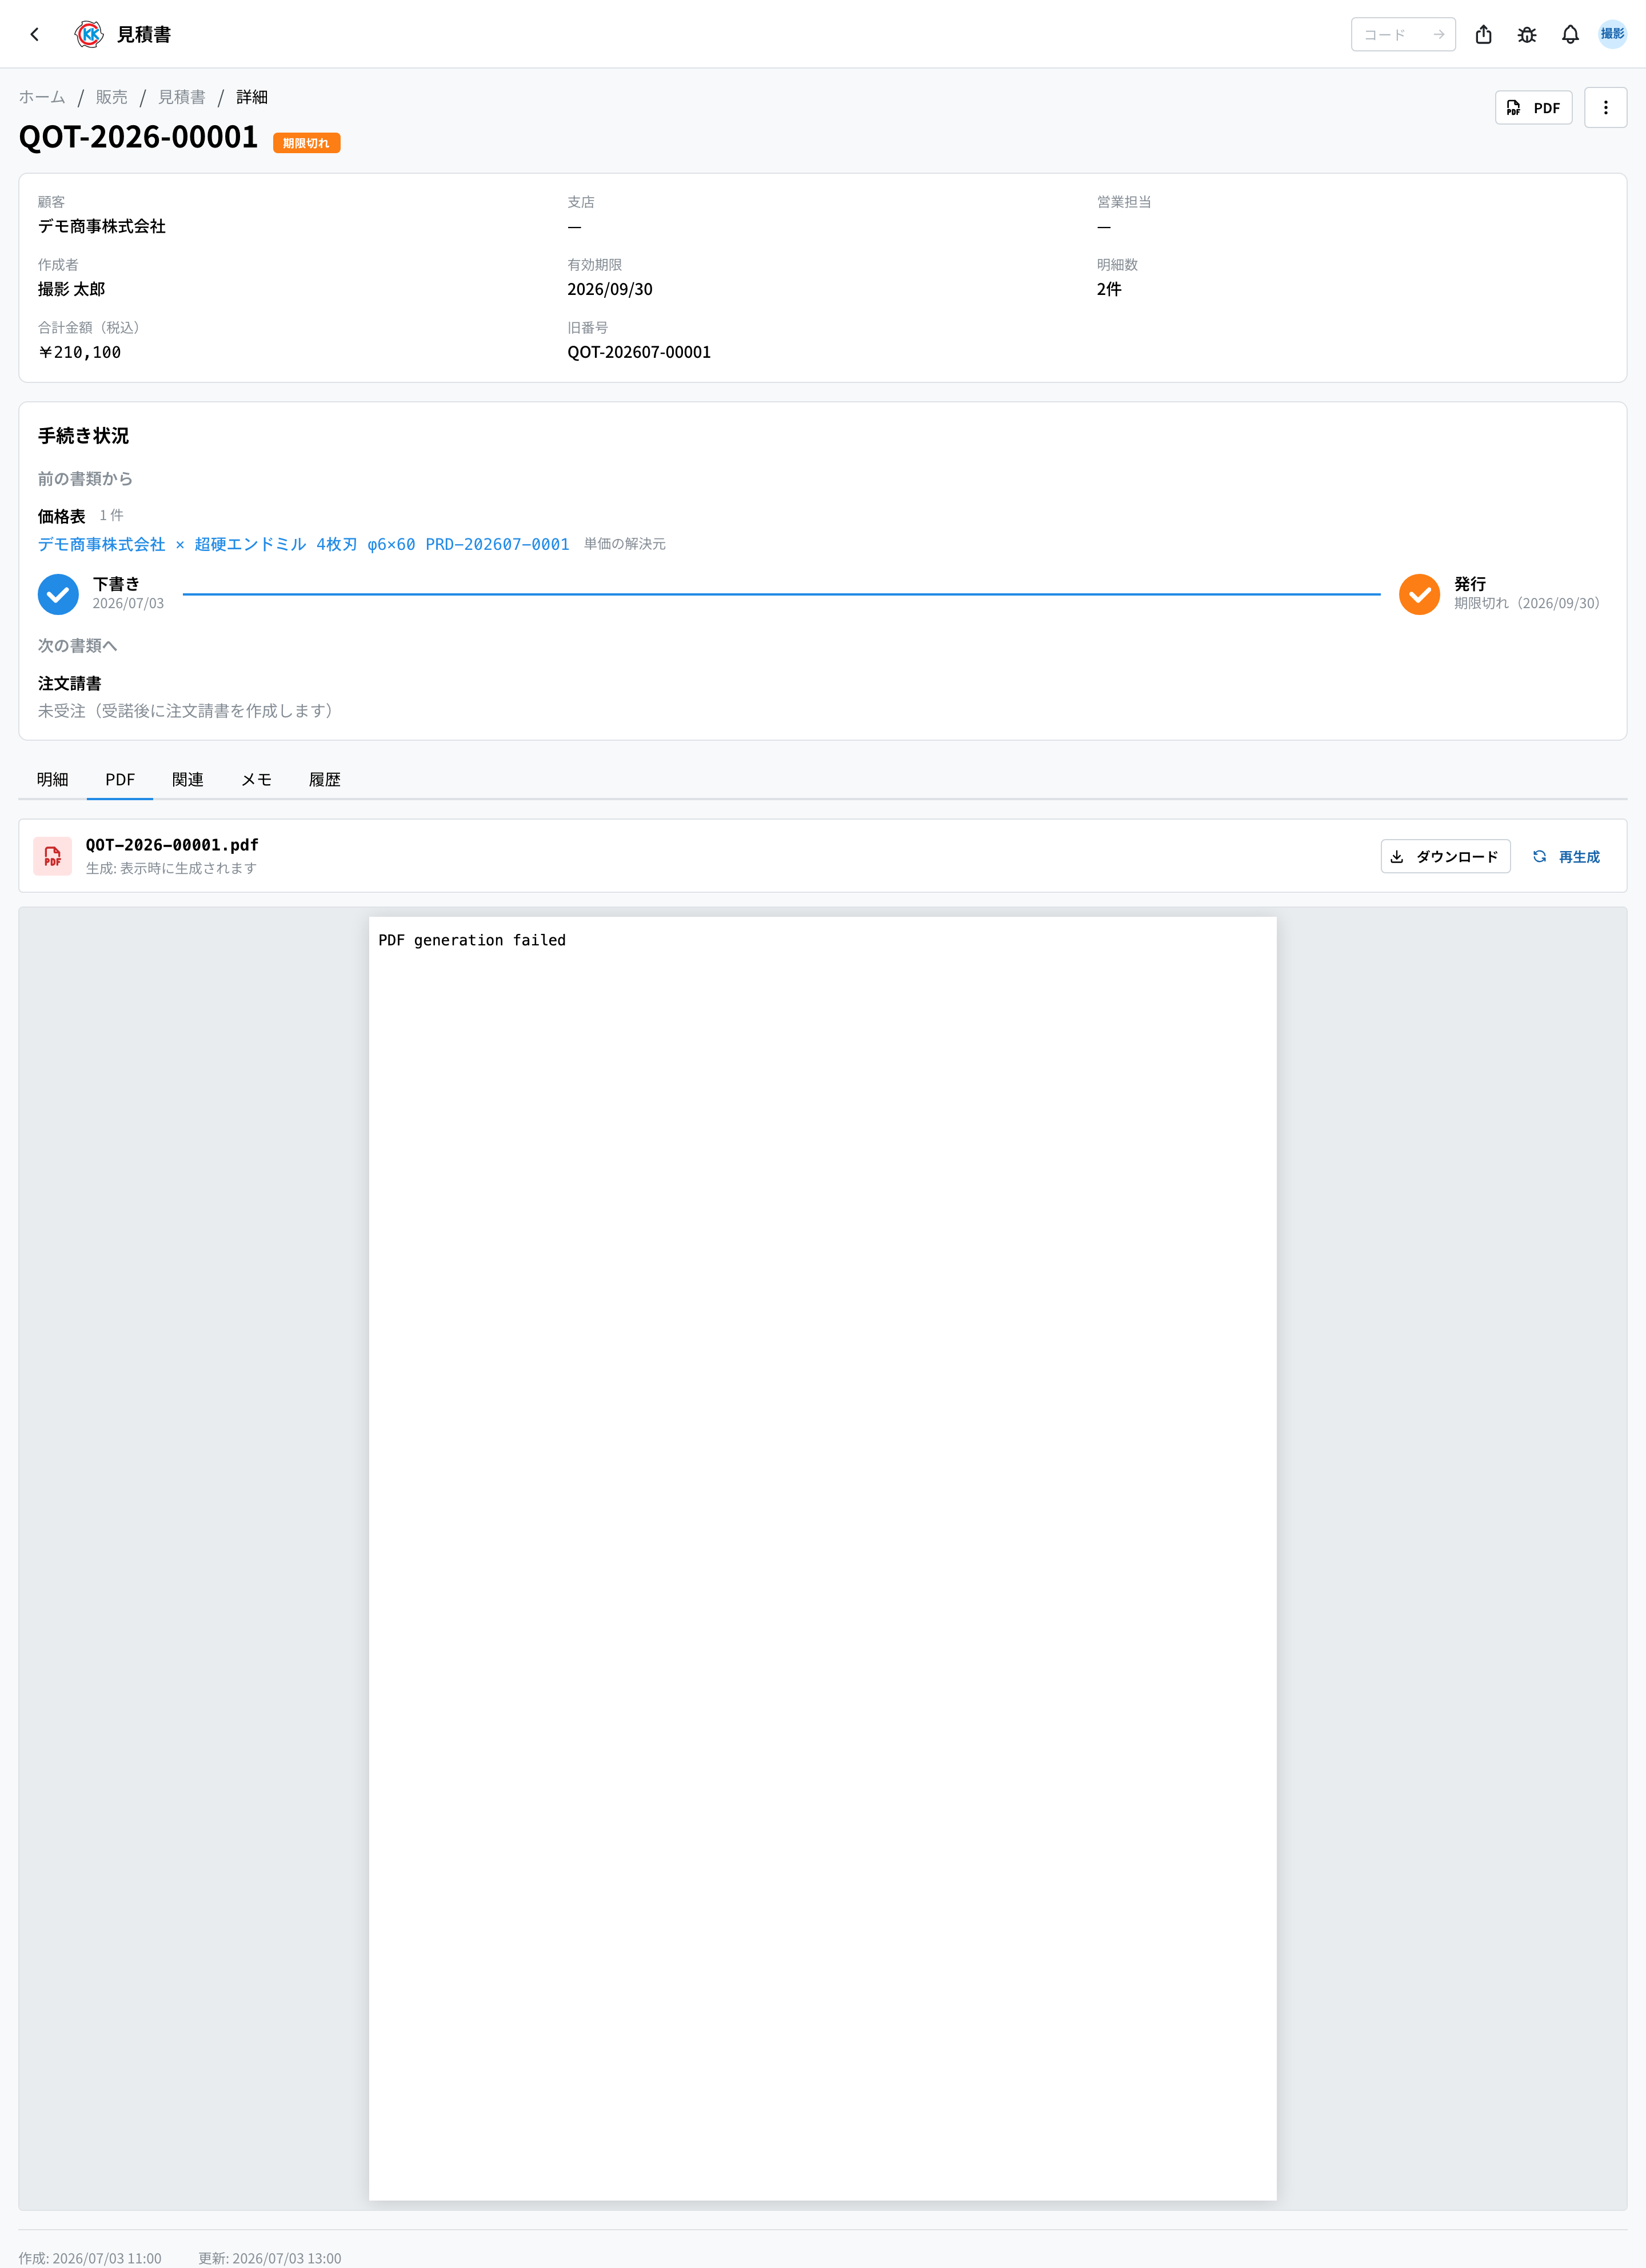 KK 見積書 コード 撮影
ホーム / 販売 / 見積書 / 詳細
PDF PDF
QOT-2026-00001 期限切れ
顧客 支店 営業担当
デモ商事株式会社 — —
作成者 有効期限 明細数
撮影 太郎 2026/09/30 2件
合計金額（税込） 旧番号
¥210,100 QOT-202607-00001
手続き状況
前の書類から
価格表 1 件
デモ商事株式会社 × 超硬エンドミル 4枚刃 φ6×60 PRD-202607-0001 単価の解決元
下書き 発行
2026/07/03 期限切れ（2026/09/30）
次の書類へ
注文請書
未受注（受諾後に注文請書を作成します）
明細 PDF 関連 メモ 履歴
PDF QOT-2026-00001.pdf
生成: 表示時に生成されます
ダウンロード 再生成
PDF generation failed
作成: 2026/07/03 11:00 更新: 2026/07/03 13:00